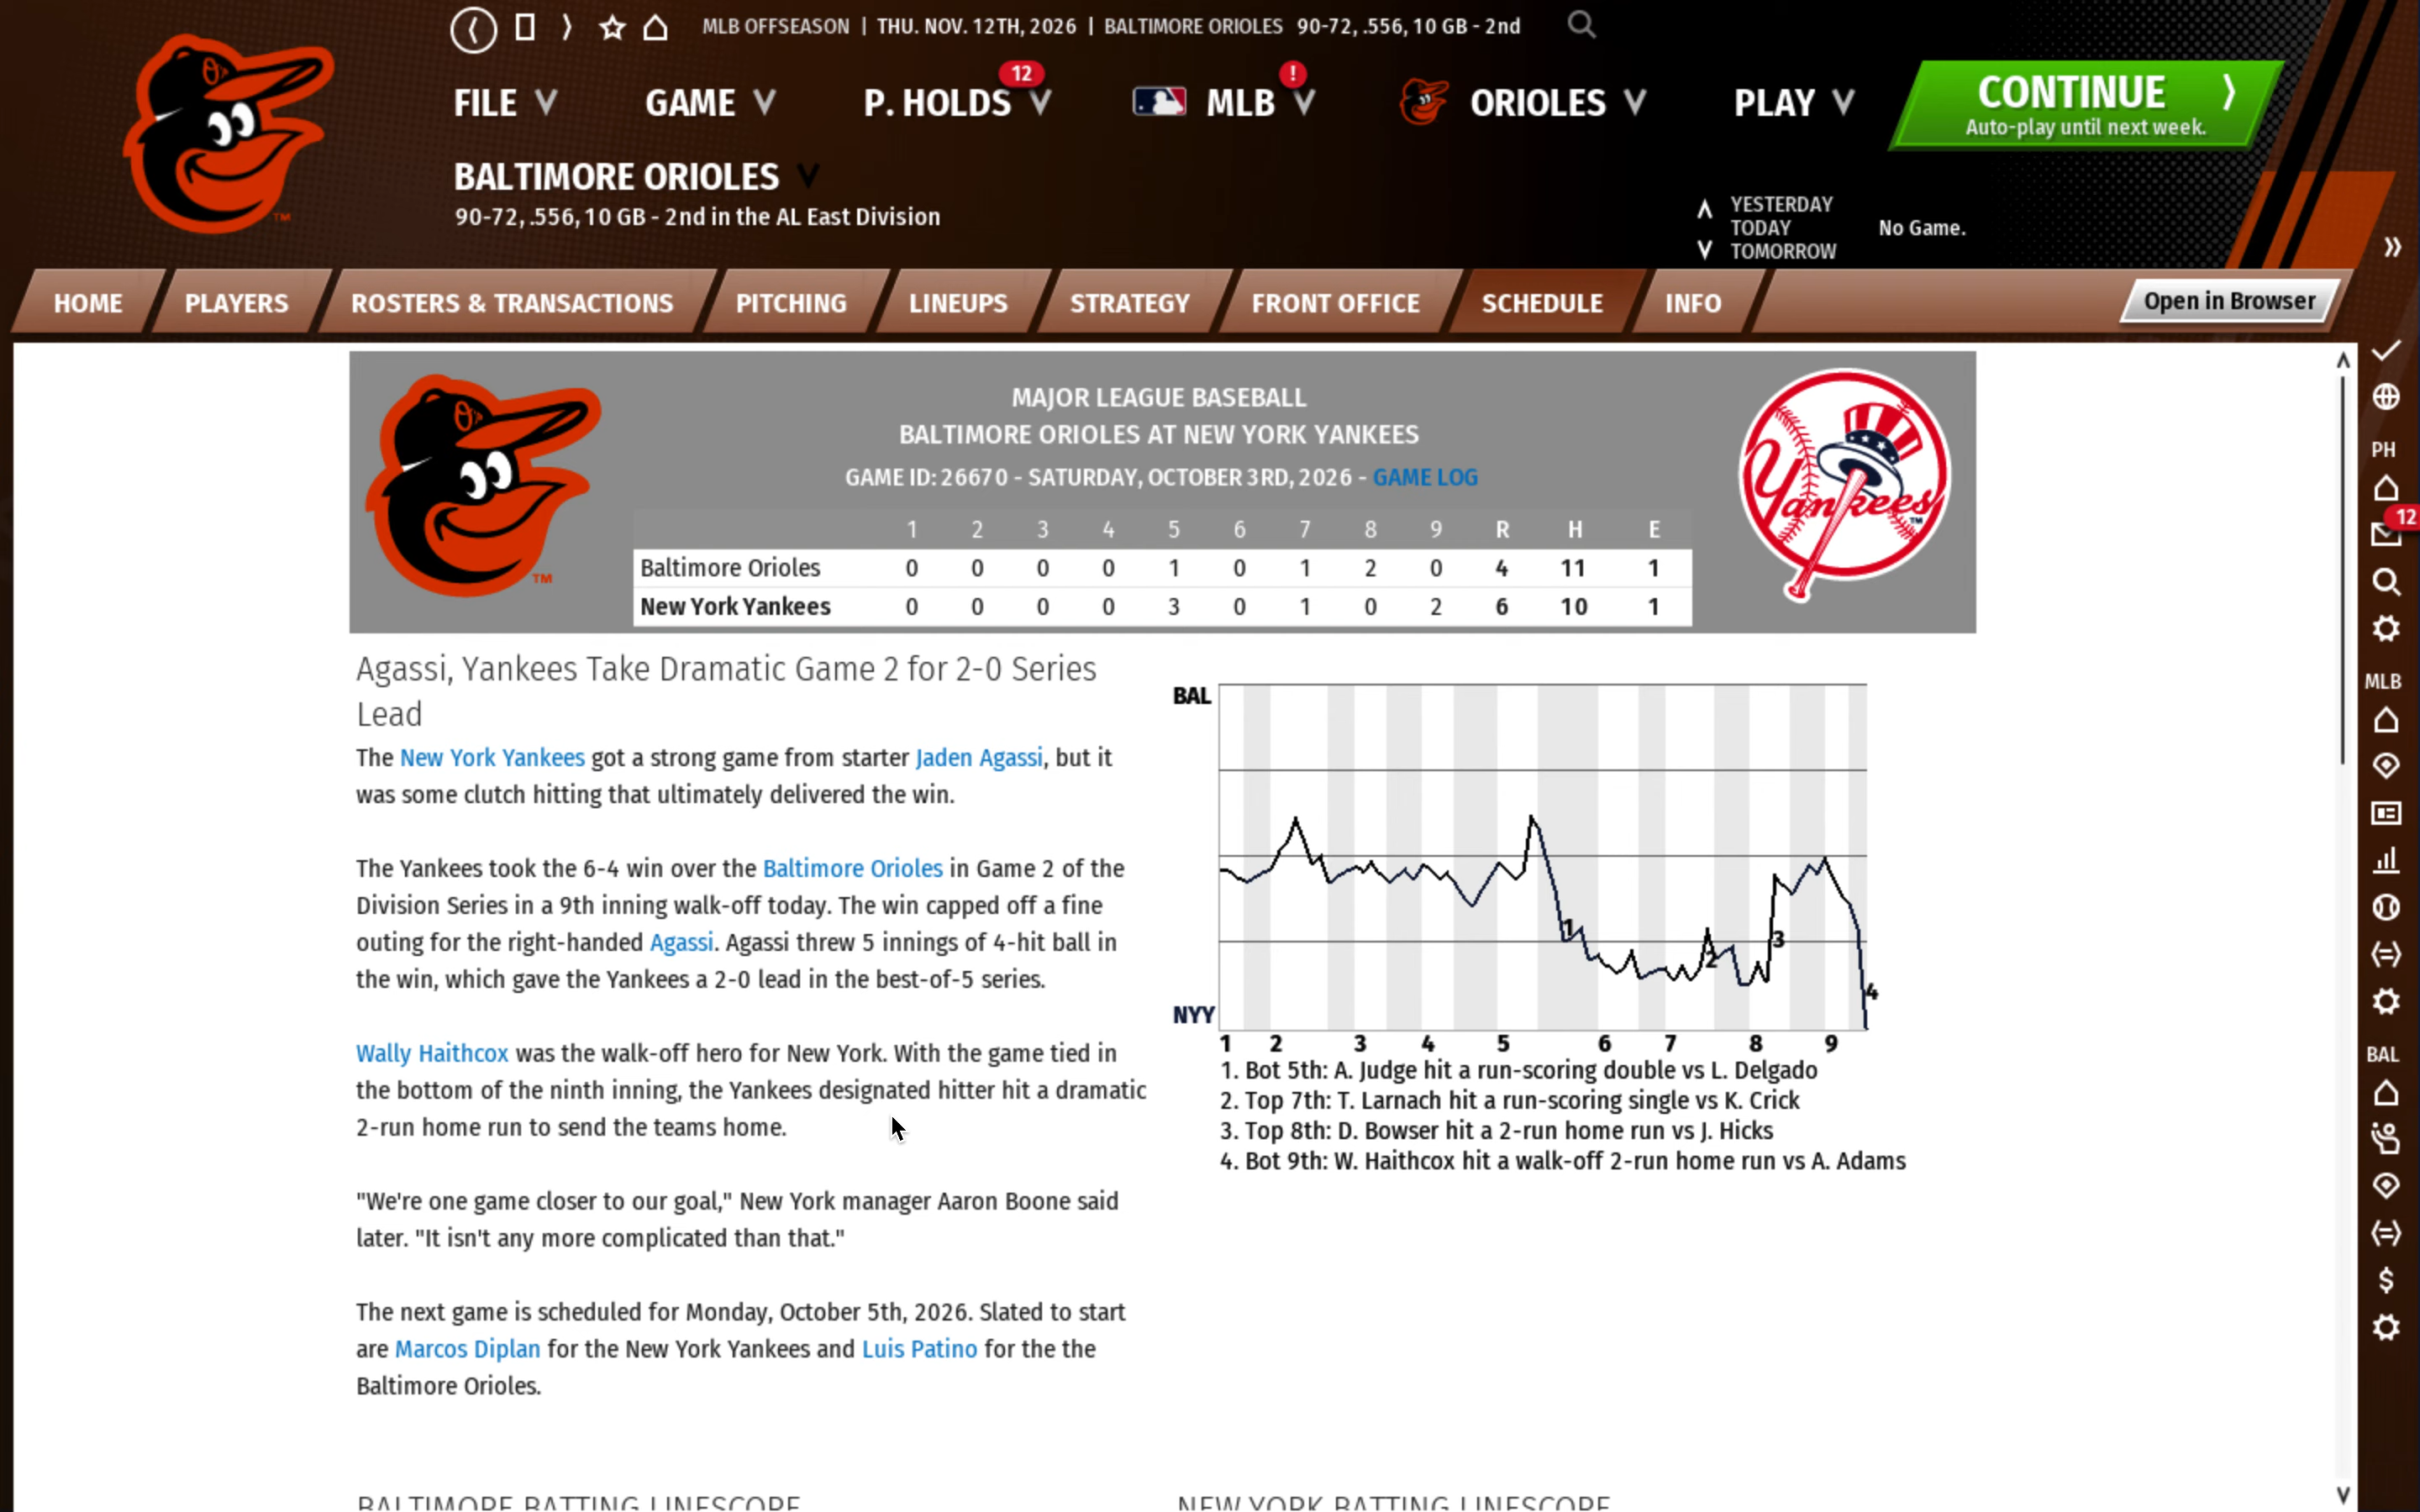 MLB OFFSEASON | THU. NOV. 12TH, 2026 | BALTIMORE ORIOLES 90-72, .556, 10 GB - 2nd
FILE GAME P. HOLDS 12 MLB ! ORIOLES PLAY
CONTINUE
Auto-play until next week.
BALTIMORE ORIOLES
90-72, .556, 10 GB - 2nd in the AL East Division
YESTERDAY
TODAY No Game.
TOMORROW
HOME PLAYERS ROSTERS & TRANSACTIONS PITCHING LINEUPS STRATEGY FRONT OFFICE SCHEDULE INFO Open in Browser
MAJOR LEAGUE BASEBALL
BALTIMORE ORIOLES AT NEW YORK YANKEES
GAME ID: 26670 - SATURDAY, OCTOBER 3RD, 2026 - GAME LOG
1 2 3 4 5 6 7 8 9 R H E
Baltimore Orioles 0 0 0 0 1 0 1 2 0 4 11 1
New York Yankees 0 0 0 0 3 0 1 0 2 6 10 1
TM
Yankees
TM
Agassi, Yankees Take Dramatic Game 2 for 2-0 Series
Lead
The New York Yankees got a strong game from starter Jaden Agassi, but it
was some clutch hitting that ultimately delivered the win.
The Yankees took the 6-4 win over the Baltimore Orioles in Game 2 of the
Division Series in a 9th inning walk-off today. The win capped off a fine
outing for the right-handed Agassi. Agassi threw 5 innings of 4-hit ball in
the win, which gave the Yankees a 2-0 lead in the best-of-5 series.
Wally Haithcox was the walk-off hero for New York. With the game tied in
the bottom of the ninth inning, the Yankees designated hitter hit a dramatic
2-run home run to send the teams home.
"We're one game closer to our goal," New York manager Aaron Boone said
later. "It isn't any more complicated than that."
The next game is scheduled for Monday, October 5th, 2026. Slated to start
are Marcos Diplan for the New York Yankees and Luis Patino for the the
Baltimore Orioles.
BAL
1
2
3
4
NYY
1 2 3 4 5 6 7 8 9
1. Bot 5th: A. Judge hit a run-scoring double vs L. Delgado
2. Top 7th: T. Larnach hit a run-scoring single vs K. Crick
3. Top 8th: D. Bowser hit a 2-run home run vs J. Hicks
4. Bot 9th: W. Haithcox hit a walk-off 2-run home run vs A. Adams
BALTIMORE BATTING LINESCORE
NEW YORK BATTING LINESCORE
PH
12
MLB
BAL
$